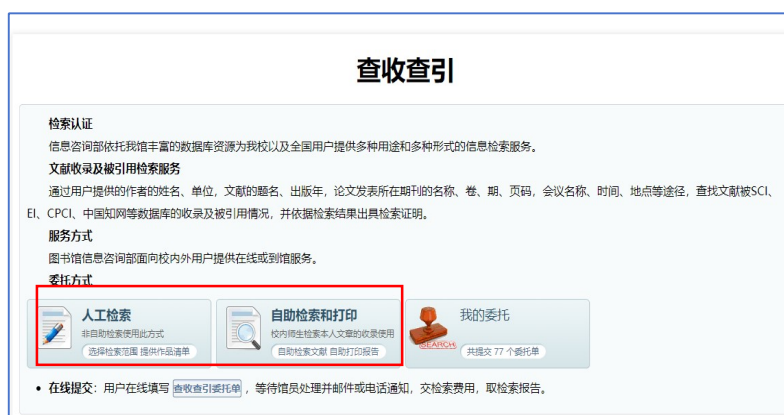 查收查引
检索认证
信息咨询部依托我馆丰富的数据库资源为我校以及全国用户提供多种用途和多种形式的信息检索服务。
文献收录及被引用检索服务
通过用户提供的作者的姓名、单位，文献的题名、出版年，论文发表所在期刊的名称、卷、期、页码，会议名称、时间、地点等途径，查找文献被SCI、
EI、CPCI、中国知网等数据库的收录及被引用情况，并依据检索结果出具检索证明。
服务方式
图书馆信息咨询部面向校内外用户提供在线或到馆服务。
委托方式
人工检索
非自助检索使用此方式
选择检索范围 提供作品清单
自助检索和打印
校内师生检索本人文章的收录使用
自助检索文献 自助打印报告
SEARCH
我的委托
共提交 77 个委托单
• 在线提交：用户在线填写 查收查引委托单 ，等待馆员处理并邮件或电话通知，交检索费用，取检索报告。